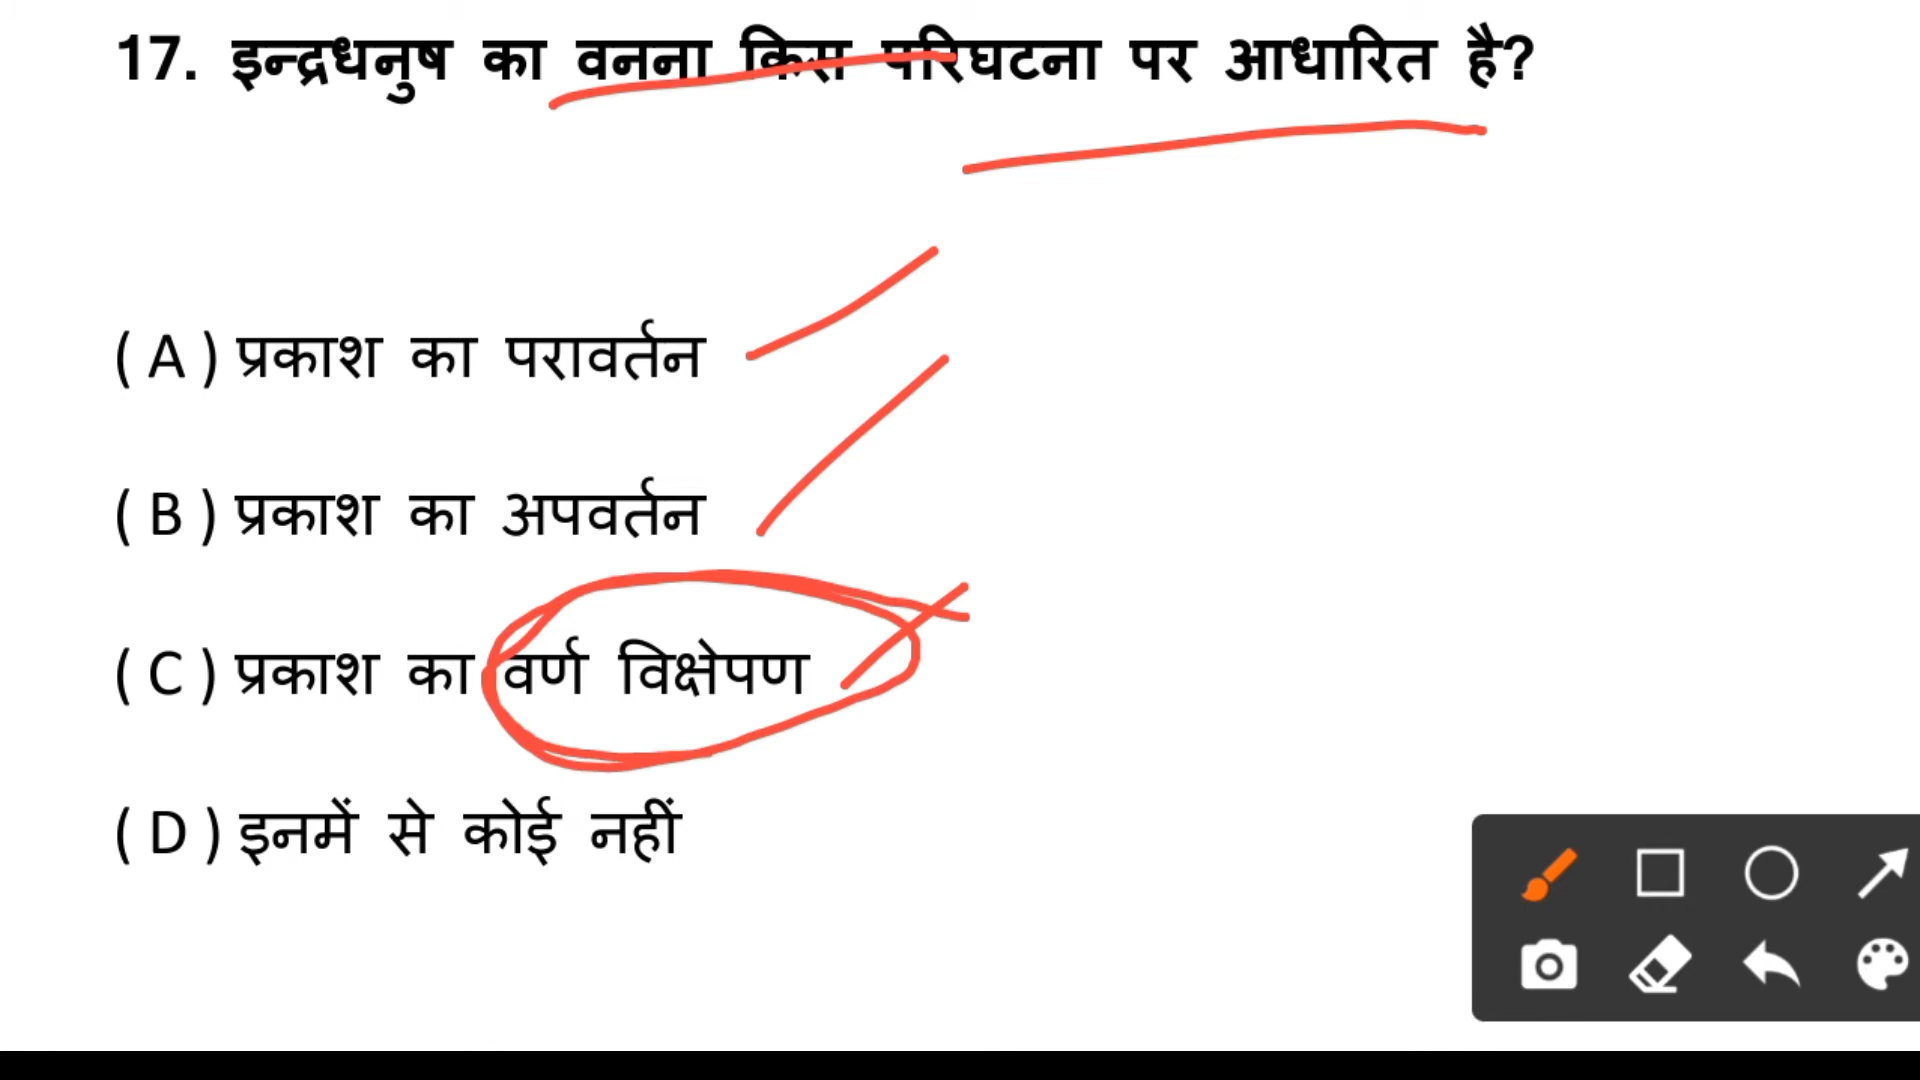 17. इन्द्रधनुष का वनना किस परिघटना पर आधारित है?
( A ) प्रकाश का परावर्तन
( B ) प्रकाश का अपवर्तन
( C ) प्रकाश का वर्ण विक्षेपण
( D ) इनमें से कोई नहीं